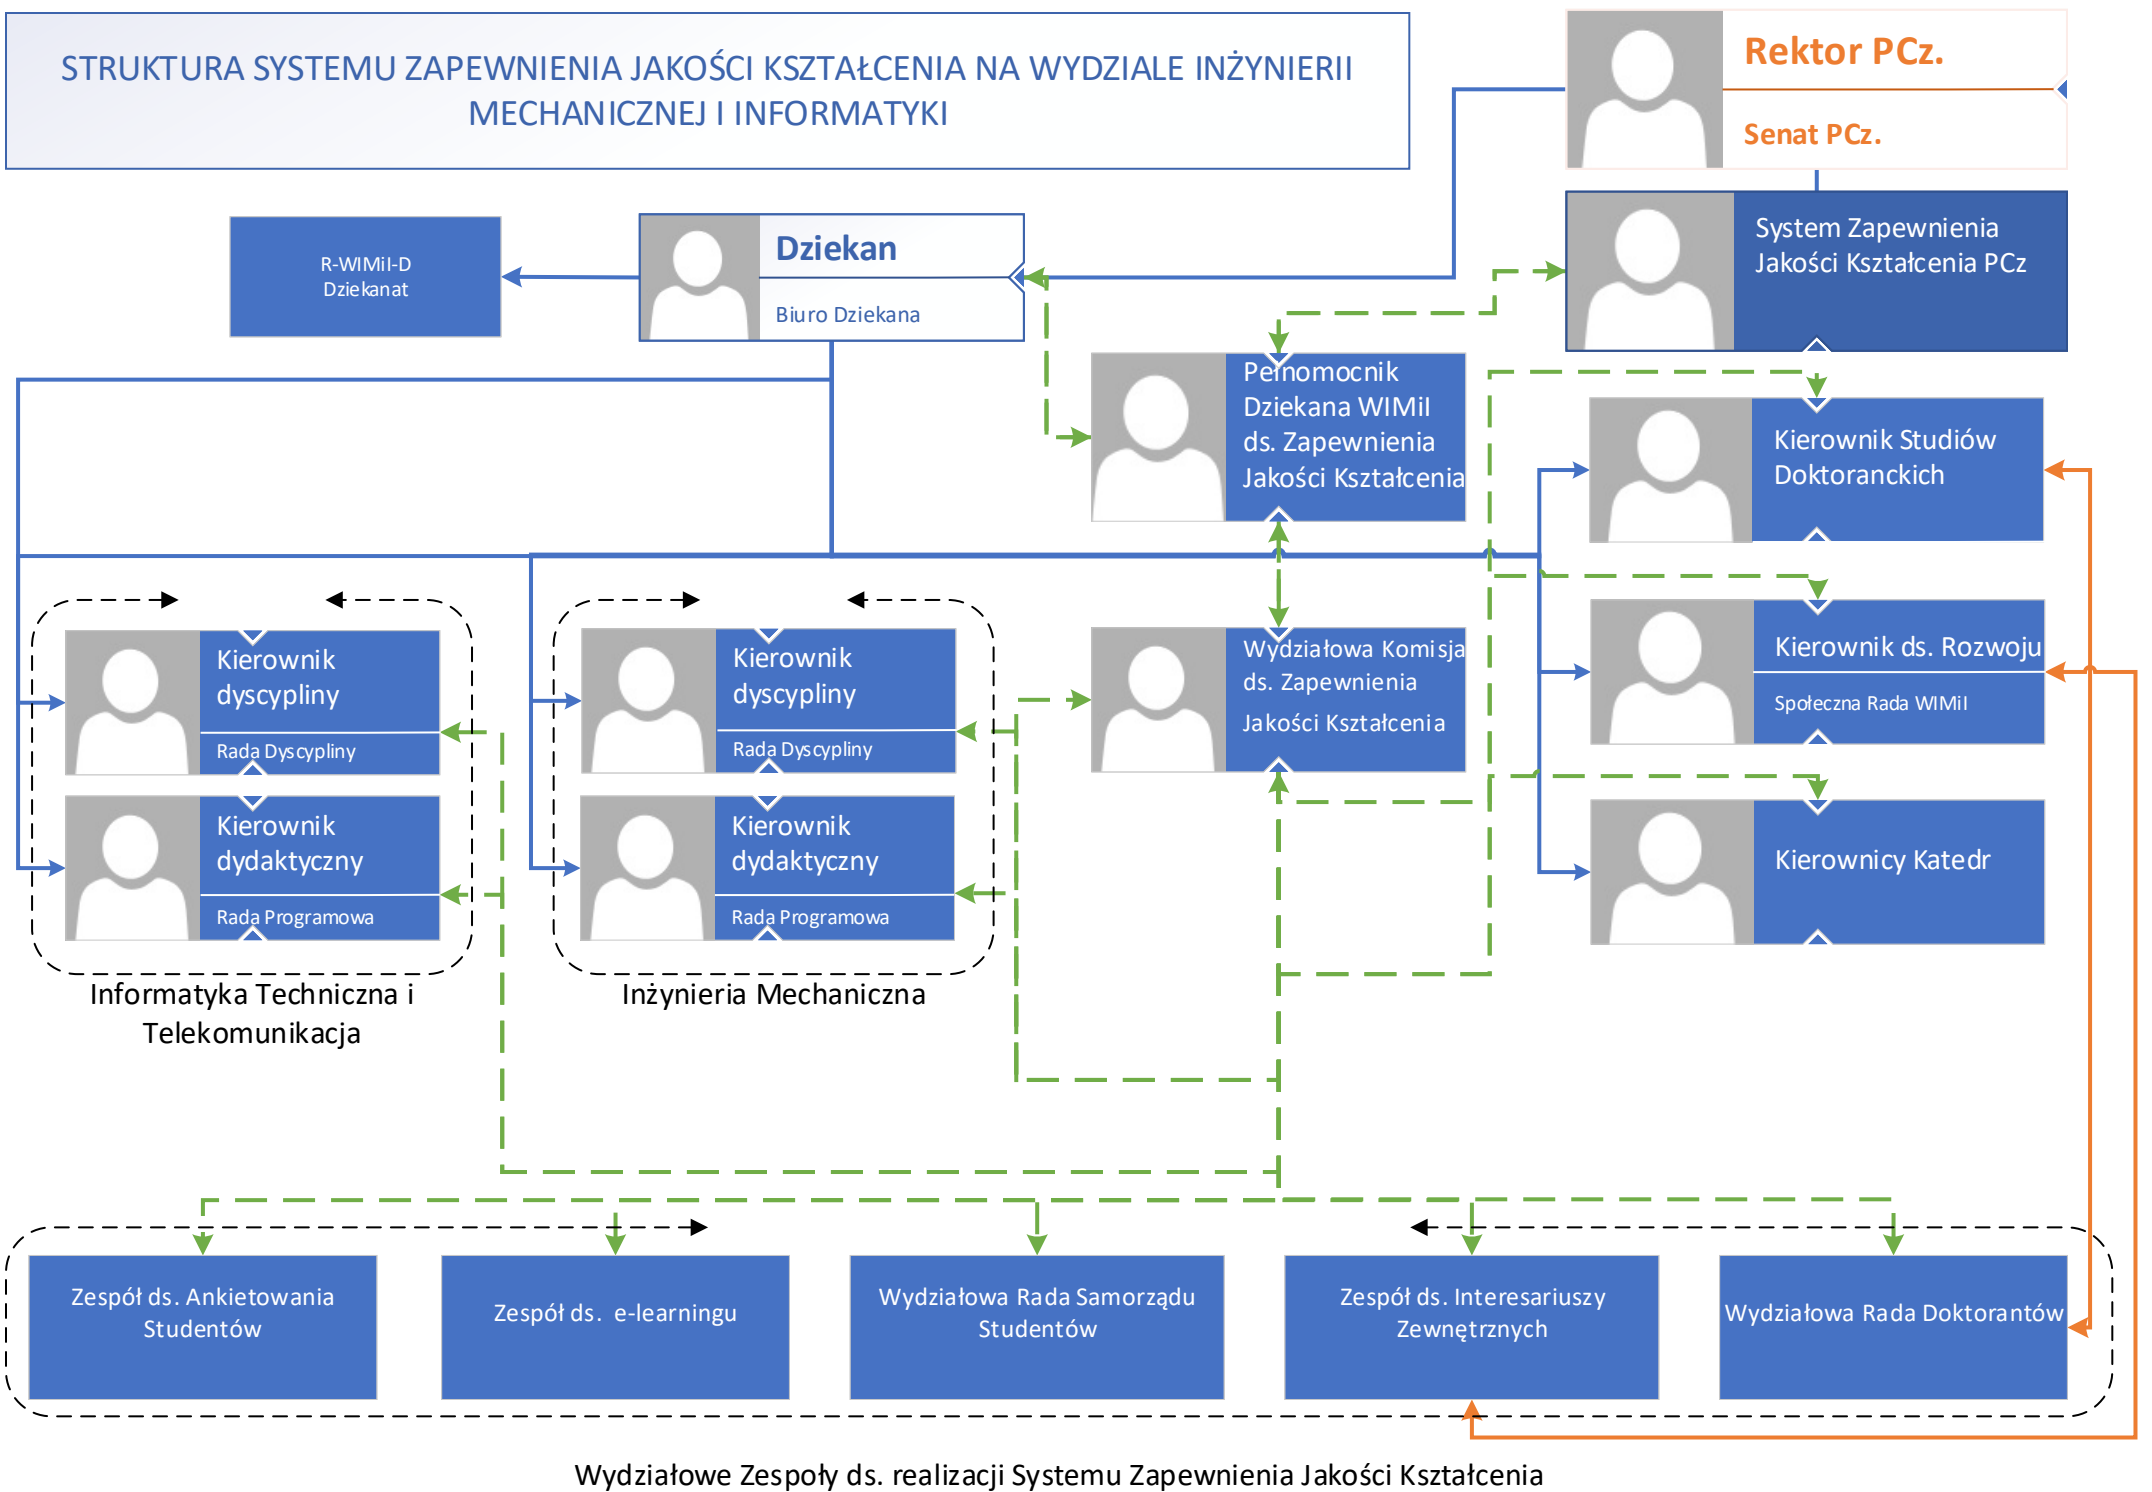 STRUKTURA SYSTEMU ZAPEWNIENIA JAKOŚCI KSZTAŁCENIA NA WYDZIALE INŻYNIERII
MECHANICZNEJ I INFORMATYKI
Rektor PCz.
Senat PCz.
System Zapewnienia
Jakości Kształcenia PCz
R-WIMiI-D
Dziekanat
Dziekan
Biuro Dziekana
Pełnomocnik
Dziekana WIMiI
ds. Zapewnienia
Jakości Kształcenia
Kierownik Studiów
Doktoranckich
Kierownik
dyscypliny
Rada Dyscypliny
Kierownik
dydaktyczny
Rada Programowa
Informatyka Techniczna i
Telekomunikacja
Kierownik
dyscypliny
Rada Dyscypliny
Kierownik
dydaktyczny
Rada Programowa
Inżynieria Mechaniczna
Wydziałowa Komisja
ds. Zapewnienia
Jakości Kształcenia
Kierownik ds. Rozwoju
Społeczna Rada WIMiI
Kierownicy Katedr
Zespół ds. Ankietowania
Studentów
Zespół ds. e-learningu
Wydziałowa Rada Samorządu
Studentów
Zespół ds. Interesariuszy
Zewnętrznych
Wydziałowa Rada Doktorantów
Wydziałowe Zespoły ds. realizacji Systemu Zapewnienia Jakości Kształcenia